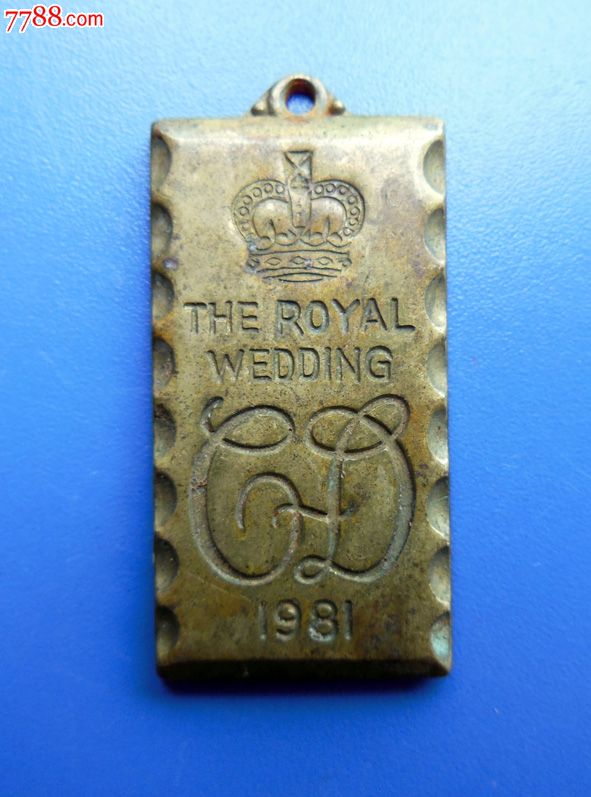 7788.com
THE ROYAL
WEDDING
CD
1981